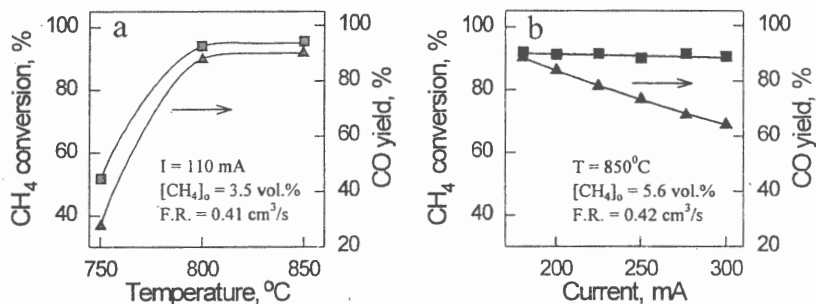 a
CH4 conversion, %
100
80
60
40
CO yield, %
100
80
60
40
20
I = 110 mA
[CH4]o = 3.5 vol.%
F.R. = 0.41 cm³/s
750
800
850
Temperature, ºC
b
CH4 conversion, %
100
80
60
40
CO yield, %
100
80
60
40
20
T = 850⁰C
[CH4]o = 5.6 vol.%
F.R. = 0.42 cm³/s
200
250
300
Current, mA